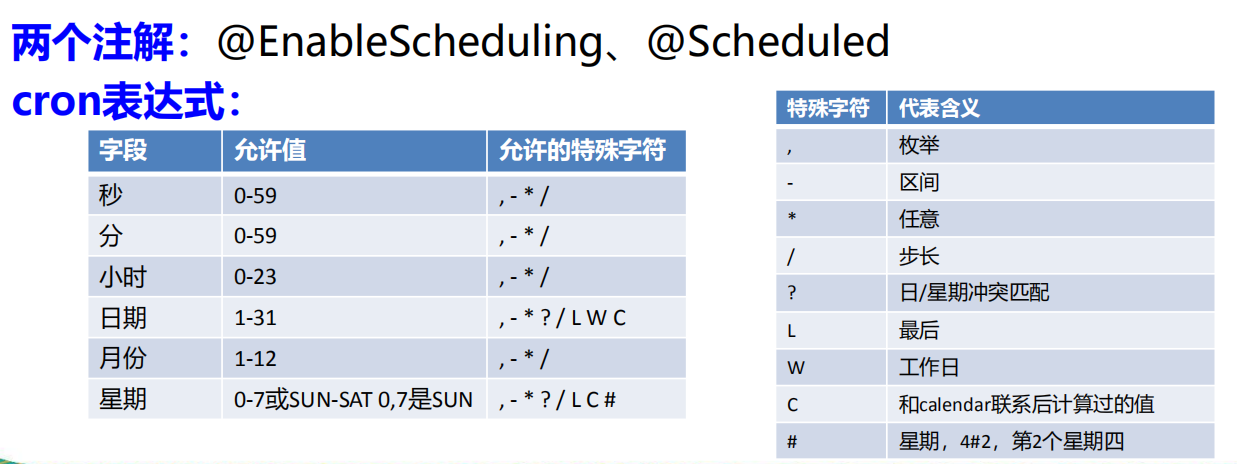 两个注解：@EnableScheduling、@Scheduled
cron表达式：
字段 允许值 允许的特殊字符
秒 0-59 , - * /
分 0-59 , - * /
小时 0-23 , - * /
日期 1-31 , - * ? / L W C
月份 1-12 , - * /
星期 0-7或SUN-SAT 0,7是SUN , - * ? / L C #
特殊字符 代表含义
, 枚举
- 区间
* 任意
/ 步长
? 日/星期冲突匹配
L 最后
W 工作日
C 和calendar联系后计算过的值
# 星期，4#2，第2个星期四